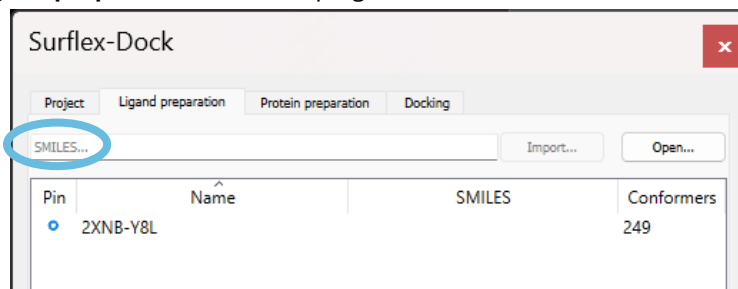 Surflex-Dock
x
Project Ligand preparation Protein preparation Docking
SMILES... Import... Open...
Pin Name SMILES Conformers
2XNB-Y8L 249